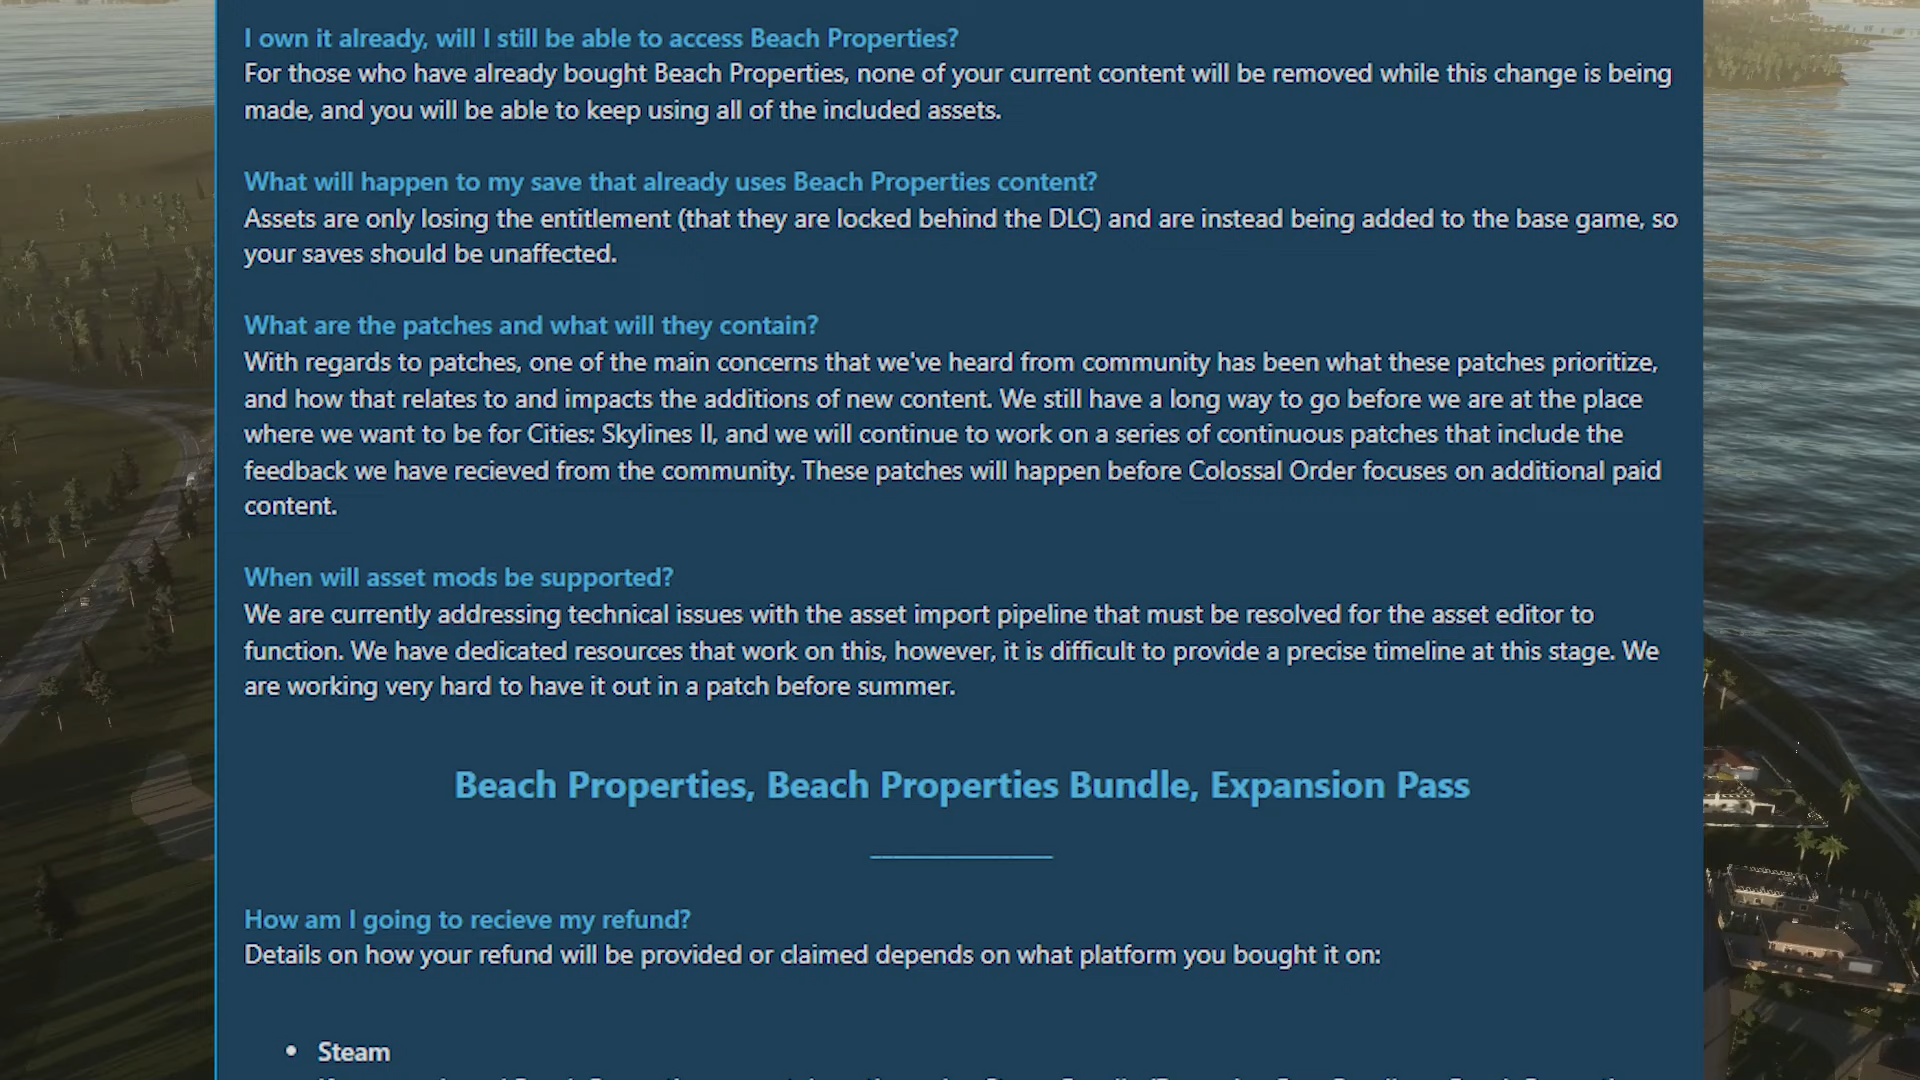 I own it already, will I still be able to access Beach Properties?
For those who have already bought Beach Properties, none of your current content will be removed while this change is being
made, and you will be able to keep using all of the included assets.
What will happen to my save that already uses Beach Properties content?
Assets are only losing the entitlement (that they are locked behind the DLC) and are instead being added to the base game, so
your saves should be unaffected.
What are the patches and what will they contain?
With regards to patches, one of the main concerns that we've heard from community has been what these patches prioritize,
and how that relates to and impacts the additions of new content. We still have a long way to go before we are at the place
where we want to be for Cities: Skylines II, and we will continue to work on a series of continuous patches that include the
feedback we have recieved from the community. These patches will happen before Colossal Order focuses on additional paid
content.
When will asset mods be supported?
We are currently addressing technical issues with the asset import pipeline that must be resolved for the asset editor to
function. We have dedicated resources that work on this, however, it is difficult to provide a precise timeline at this stage. We
are working very hard to have it out in a patch before summer.
Beach Properties, Beach Properties Bundle, Expansion Pass
How am I going to recieve my refund?
Details on how your refund will be provided or claimed depends on what platform you bought it on:
• Steam